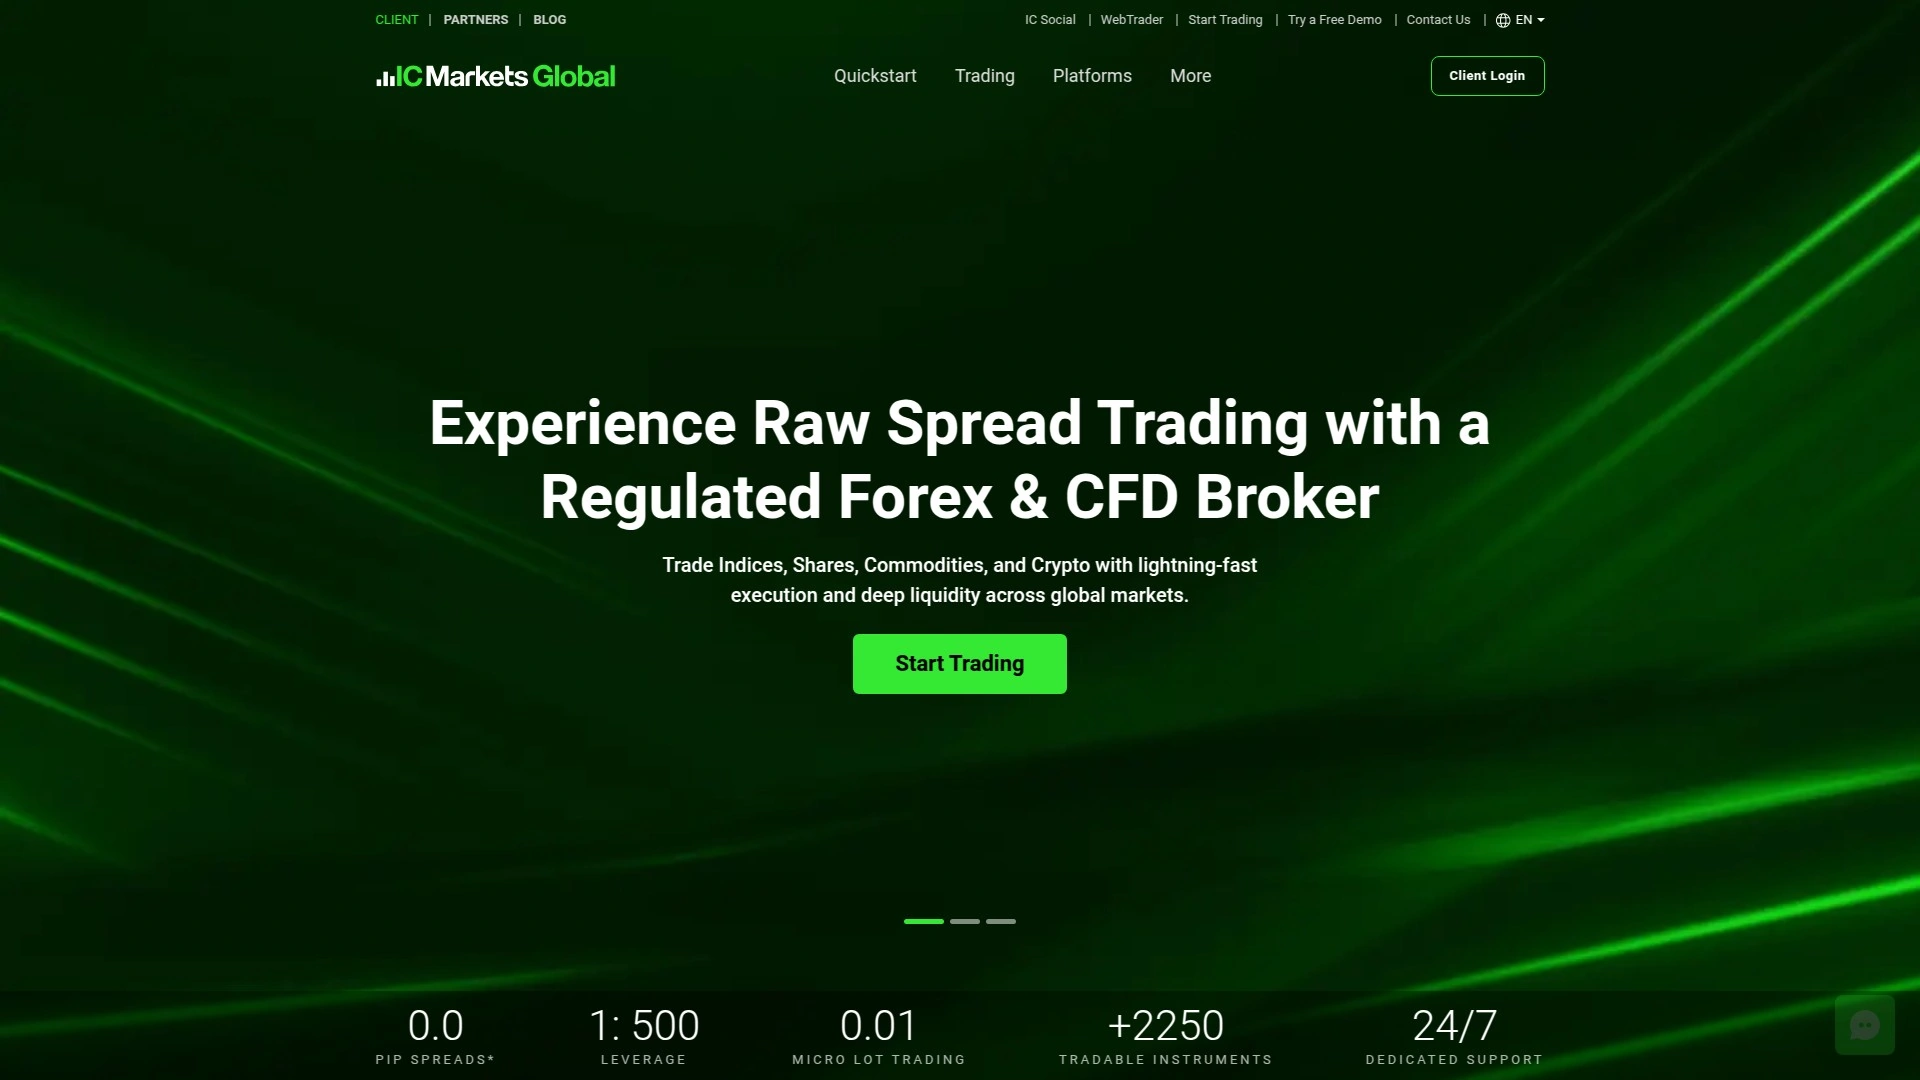 CLIENT | PARTNERS | BLOG
IC Social | WebTrader | Start Trading | Try a Free Demo | Contact Us | EN
IC Markets Global
Quickstart Trading Platforms More
Client Login
Experience Raw Spread Trading with a
Regulated Forex & CFD Broker
Trade Indices, Shares, Commodities, and Crypto with lightning-fast
execution and deep liquidity across global markets.
Start Trading
0.0
PIP SPREADS*
1: 500
LEVERAGE
0.01
MICRO LOT TRADING
+2250
TRADABLE INSTRUMENTS
24/7
DEDICATED SUPPORT